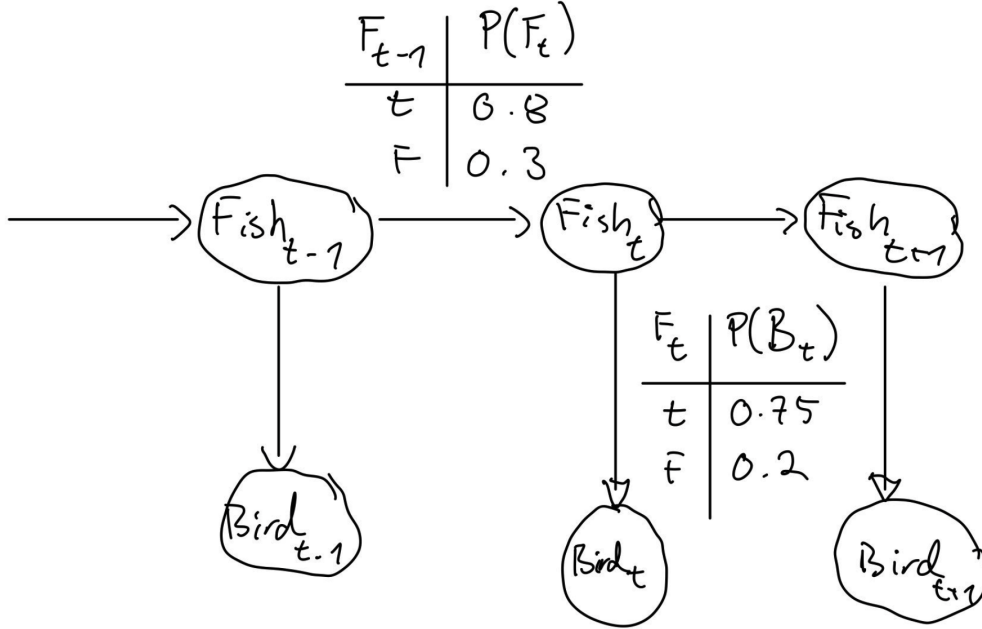 F_{t-1} P(F_t)
t 0.8
F 0.3
Fish_{t-1} Fish_t Fish_{t+1}
F_t P(B_t)
t 0.75
F 0.2
Bird_{t-1} Bird_t Bird_{t+1}